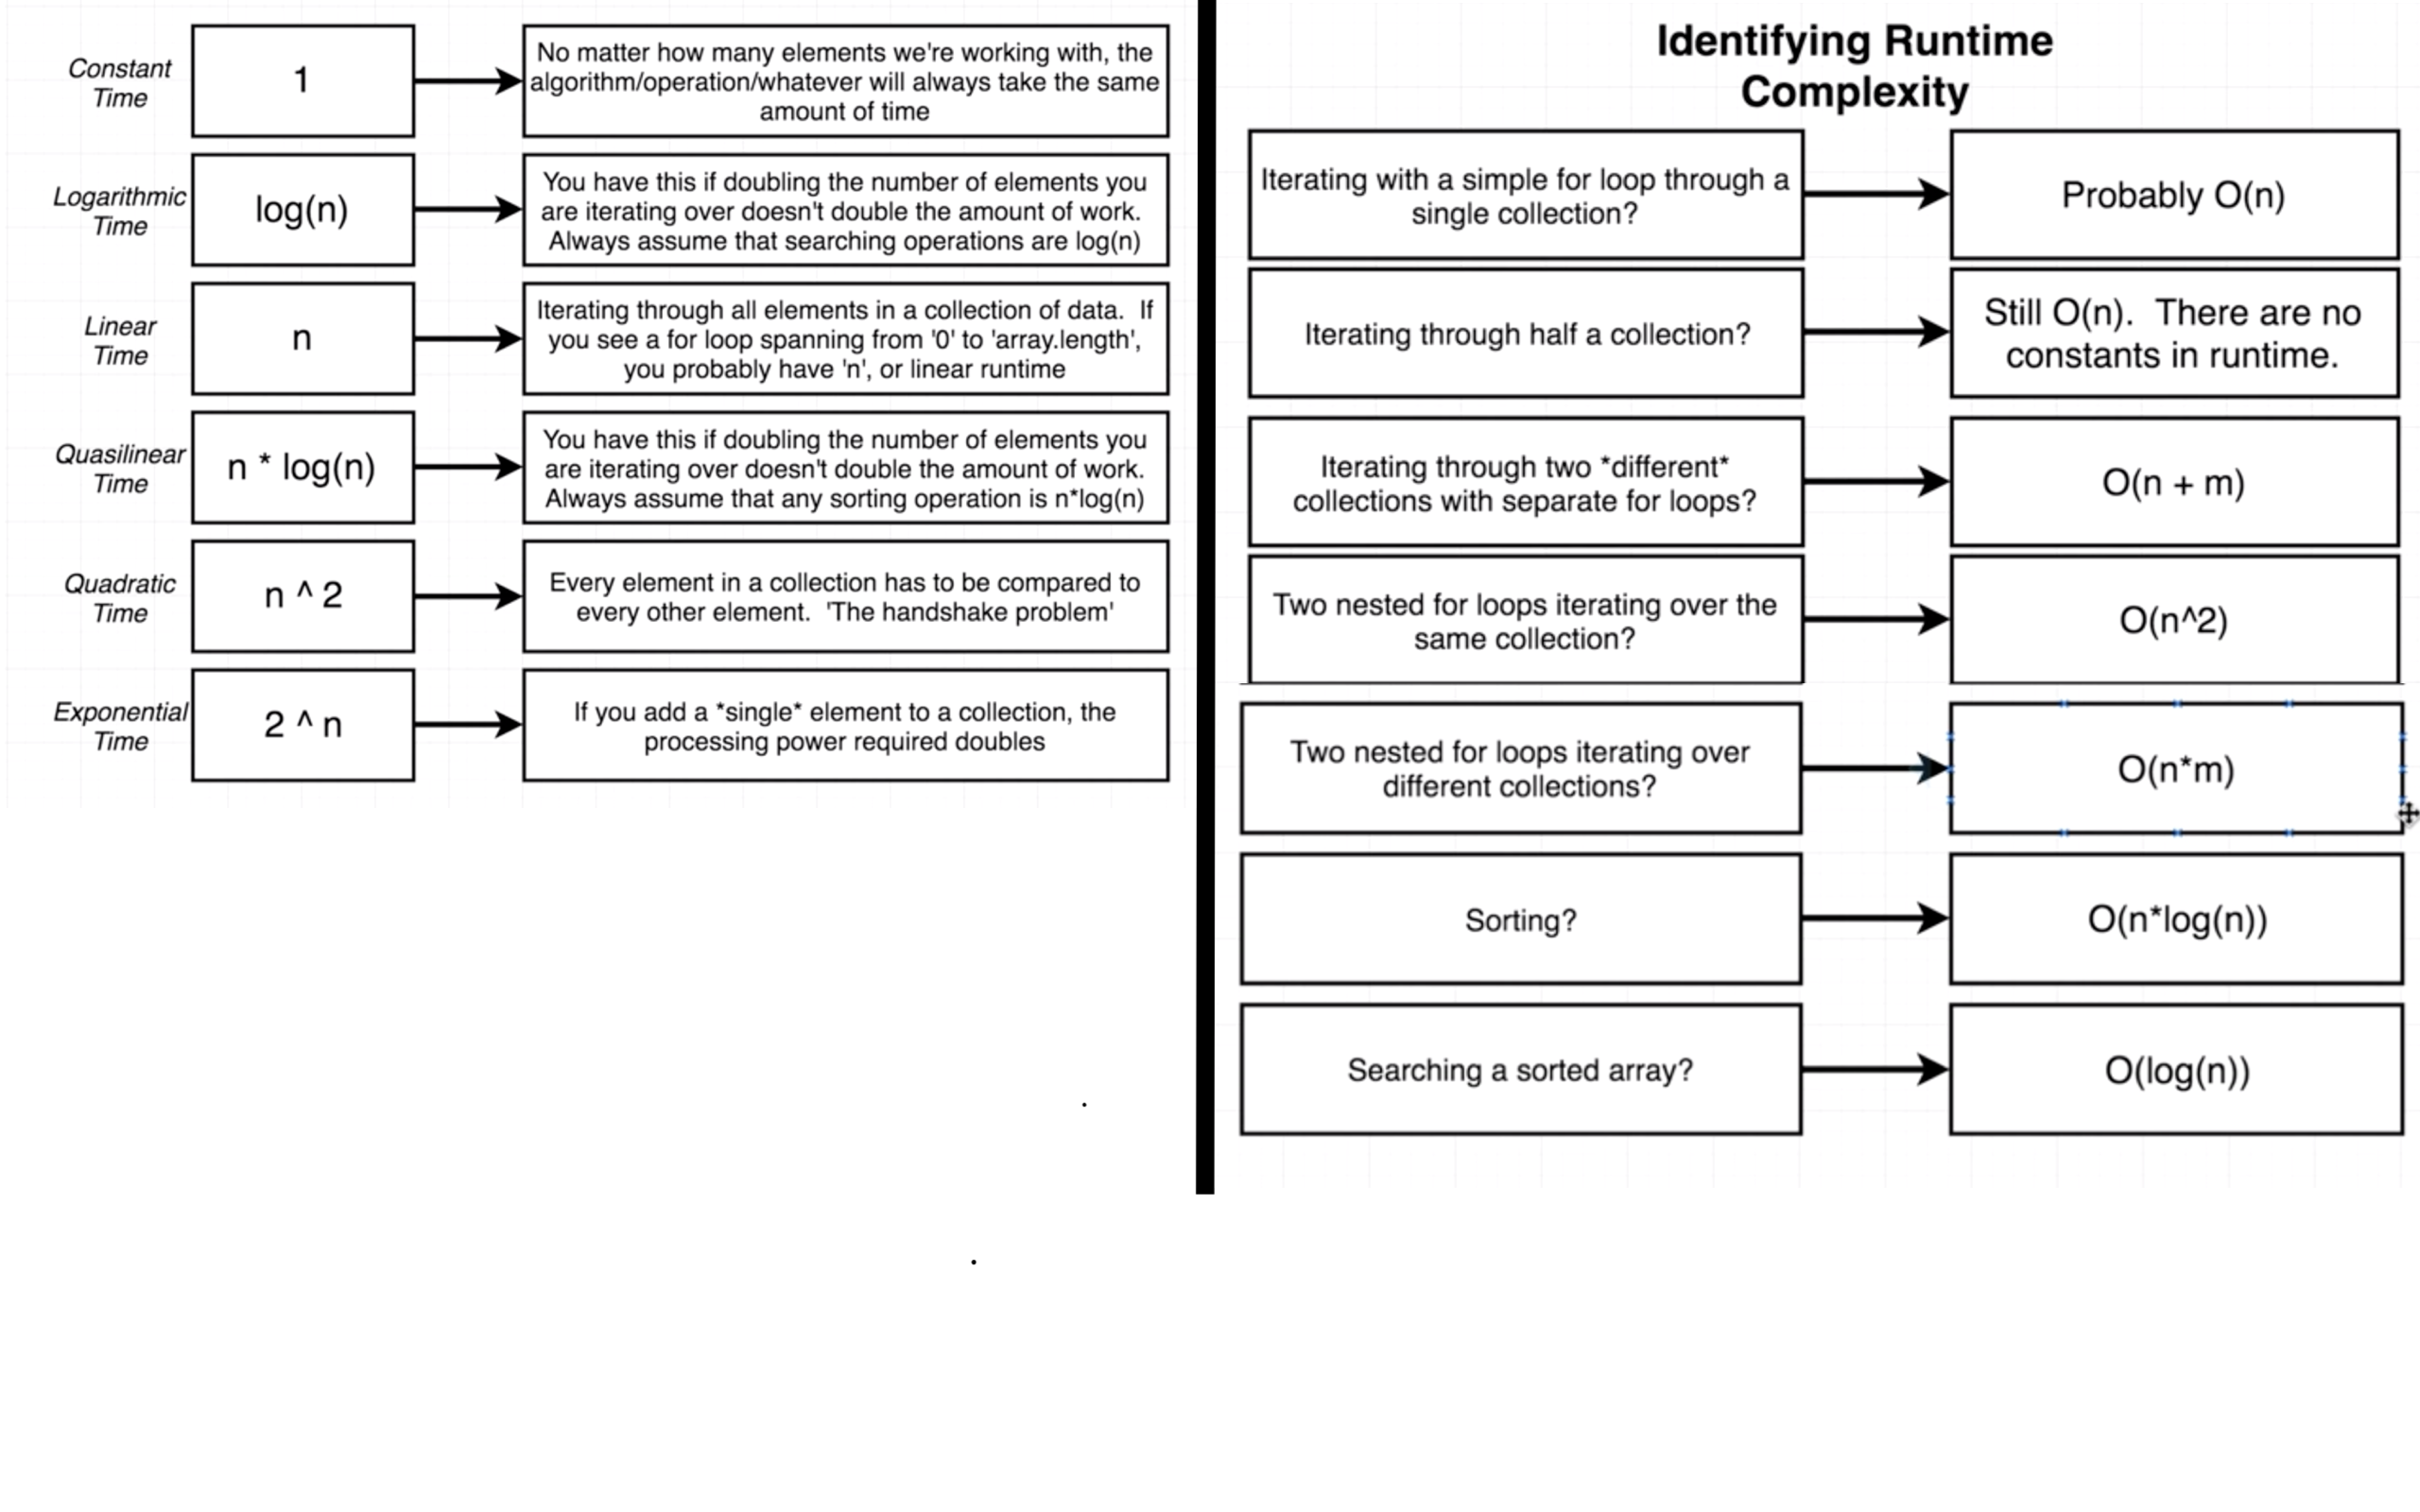 Constant
Time
1
No matter how many elements we're working with, the
algorithm/operation/whatever will always take the same
amount of time
Logarithmic
Time
log(n)
You have this if doubling the number of elements you
are iterating over doesn't double the amount of work.
Always assume that searching operations are log(n)
Linear
Time
n
Iterating through all elements in a collection of data.  If
you see a for loop spanning from '0' to 'array.length',
you probably have 'n', or linear runtime
Quasilinear
Time
n * log(n)
You have this if doubling the number of elements you
are iterating over doesn't double the amount of work.
Always assume that any sorting operation is n*log(n)
Quadratic
Time
n ^ 2
Every element in a collection has to be compared to
every other element.  'The handshake problem'
Exponential
Time
2 ^ n
If you add a *single* element to a collection, the
processing power required doubles
Identifying Runtime
Complexity
Iterating with a simple for loop through a
single collection?
Probably O(n)
Iterating through half a collection?
Still O(n).  There are no
constants in runtime.
Iterating through two *different*
collections with separate for loops?
O(n + m)
Two nested for loops iterating over the
same collection?
O(n^2)
Two nested for loops iterating over
different collections?
O(n*m)
Sorting?
O(n*log(n))
Searching a sorted array?
O(log(n))